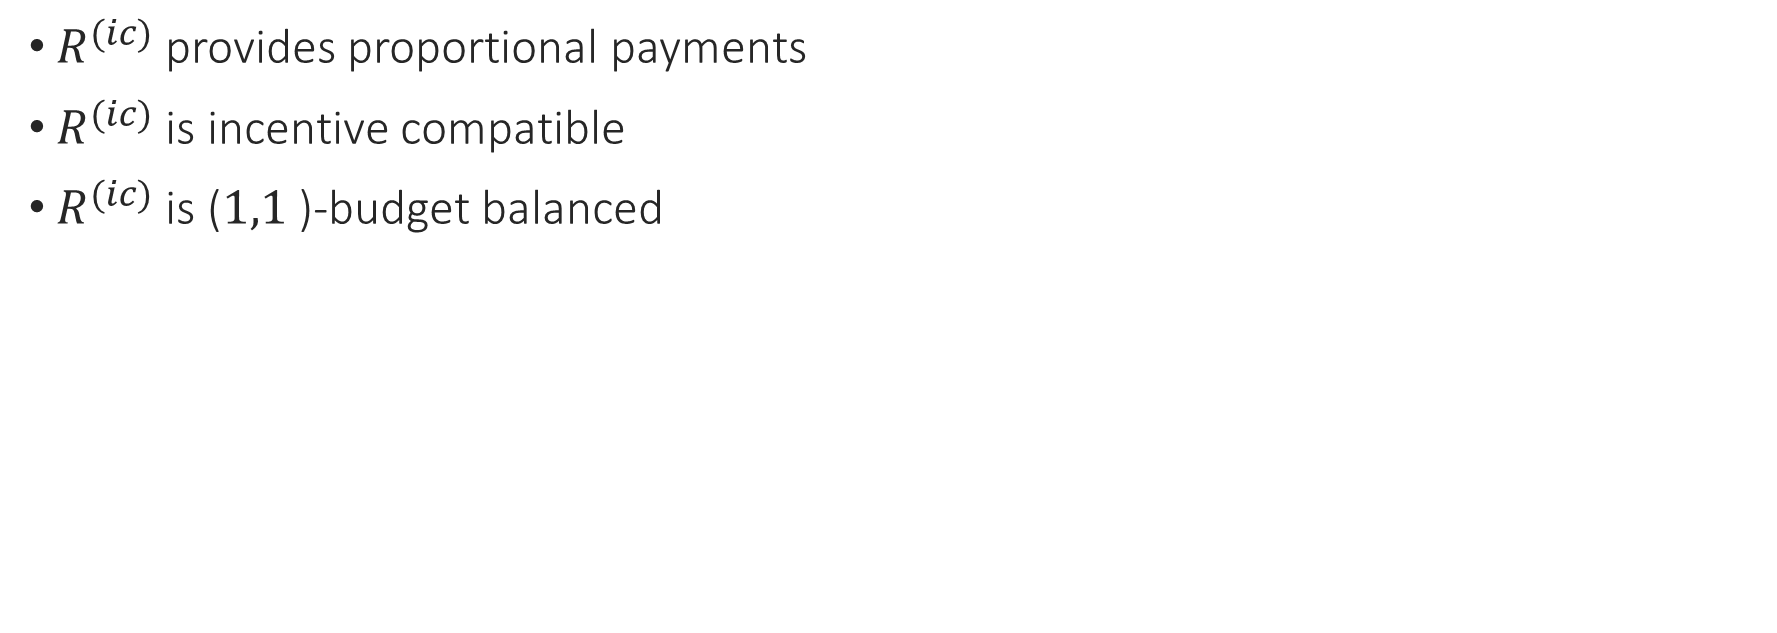 • R^(ic) provides proportional payments
• R^(ic) is incentive compatible
• R^(ic) is (1,1 )-budget balanced